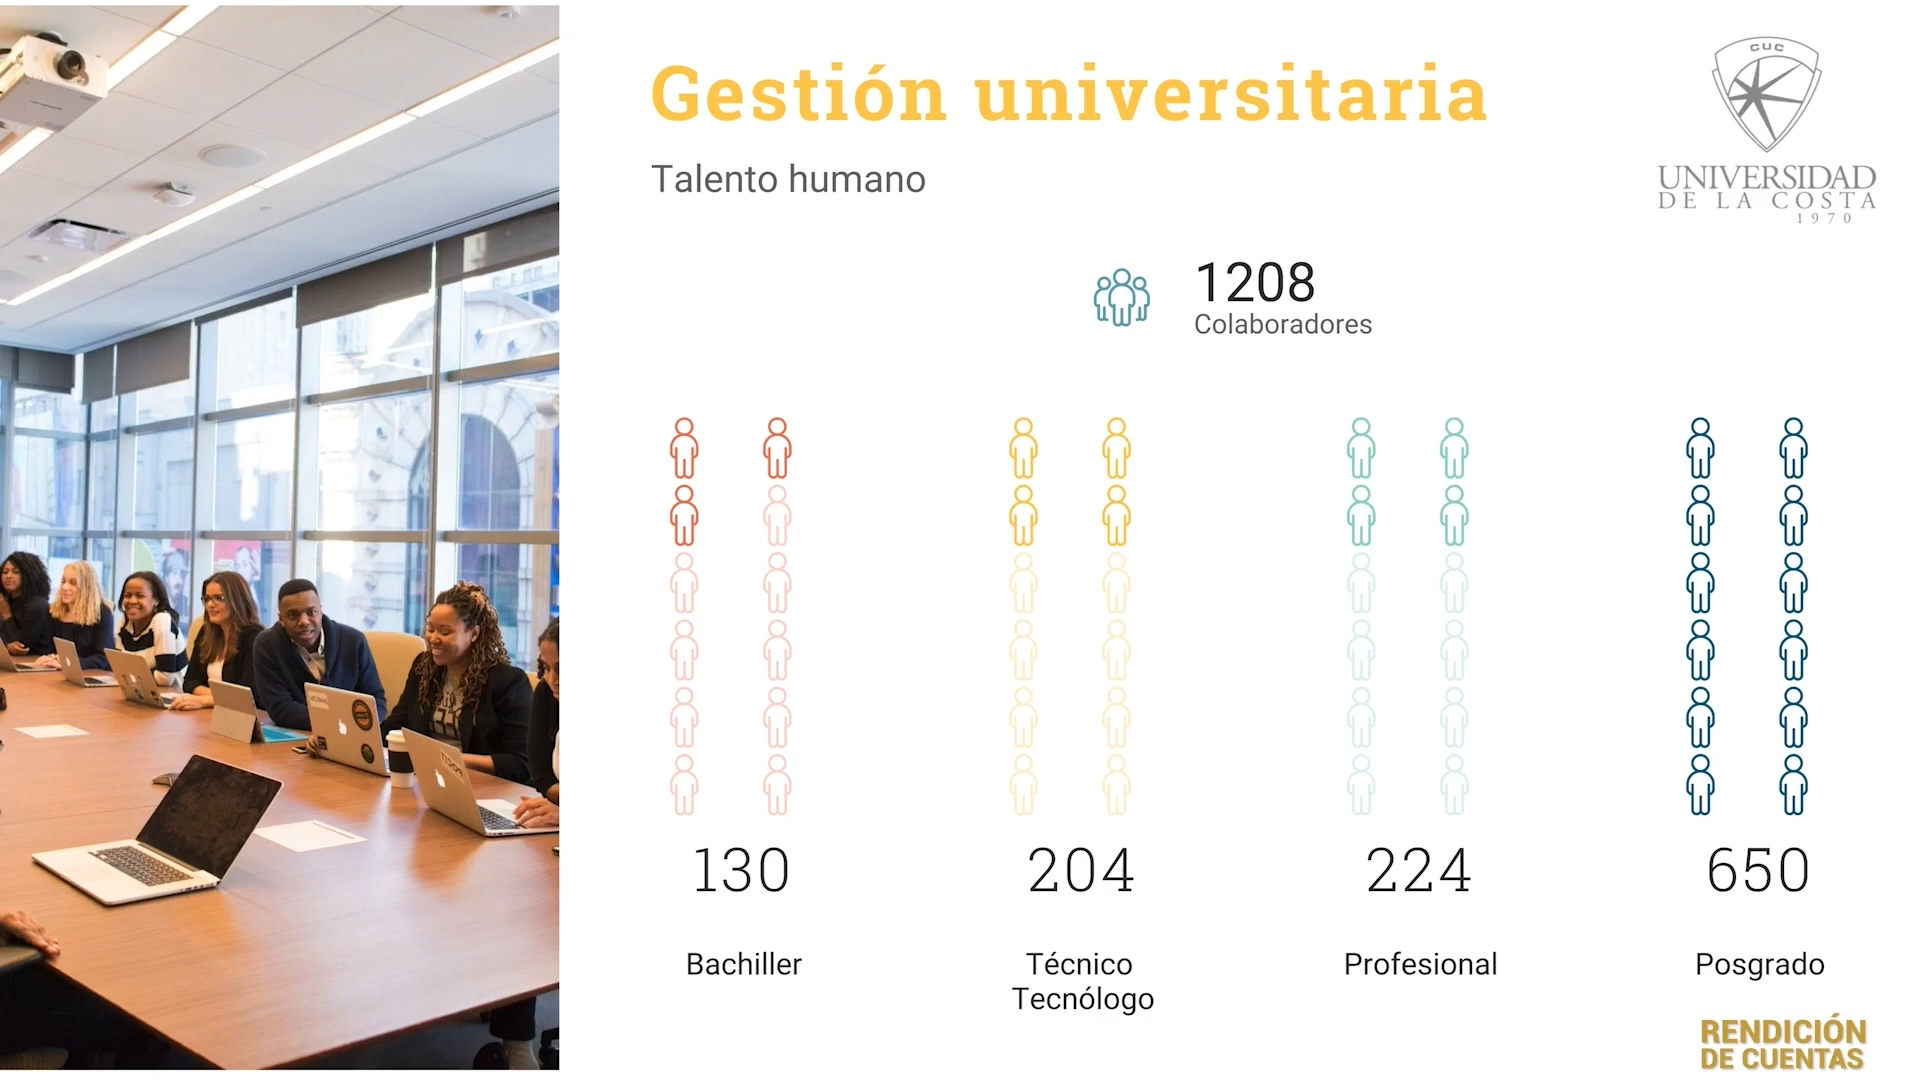 Gestión universitaria
Talento humano
CUC
UNIVERSIDAD
DE LA COSTA
1970
1208
Colaboradores
130
204
224
650
Bachiller
Técnico
Tecnólogo
Profesional
Posgrado
RENDICIÓN
DE CUENTAS